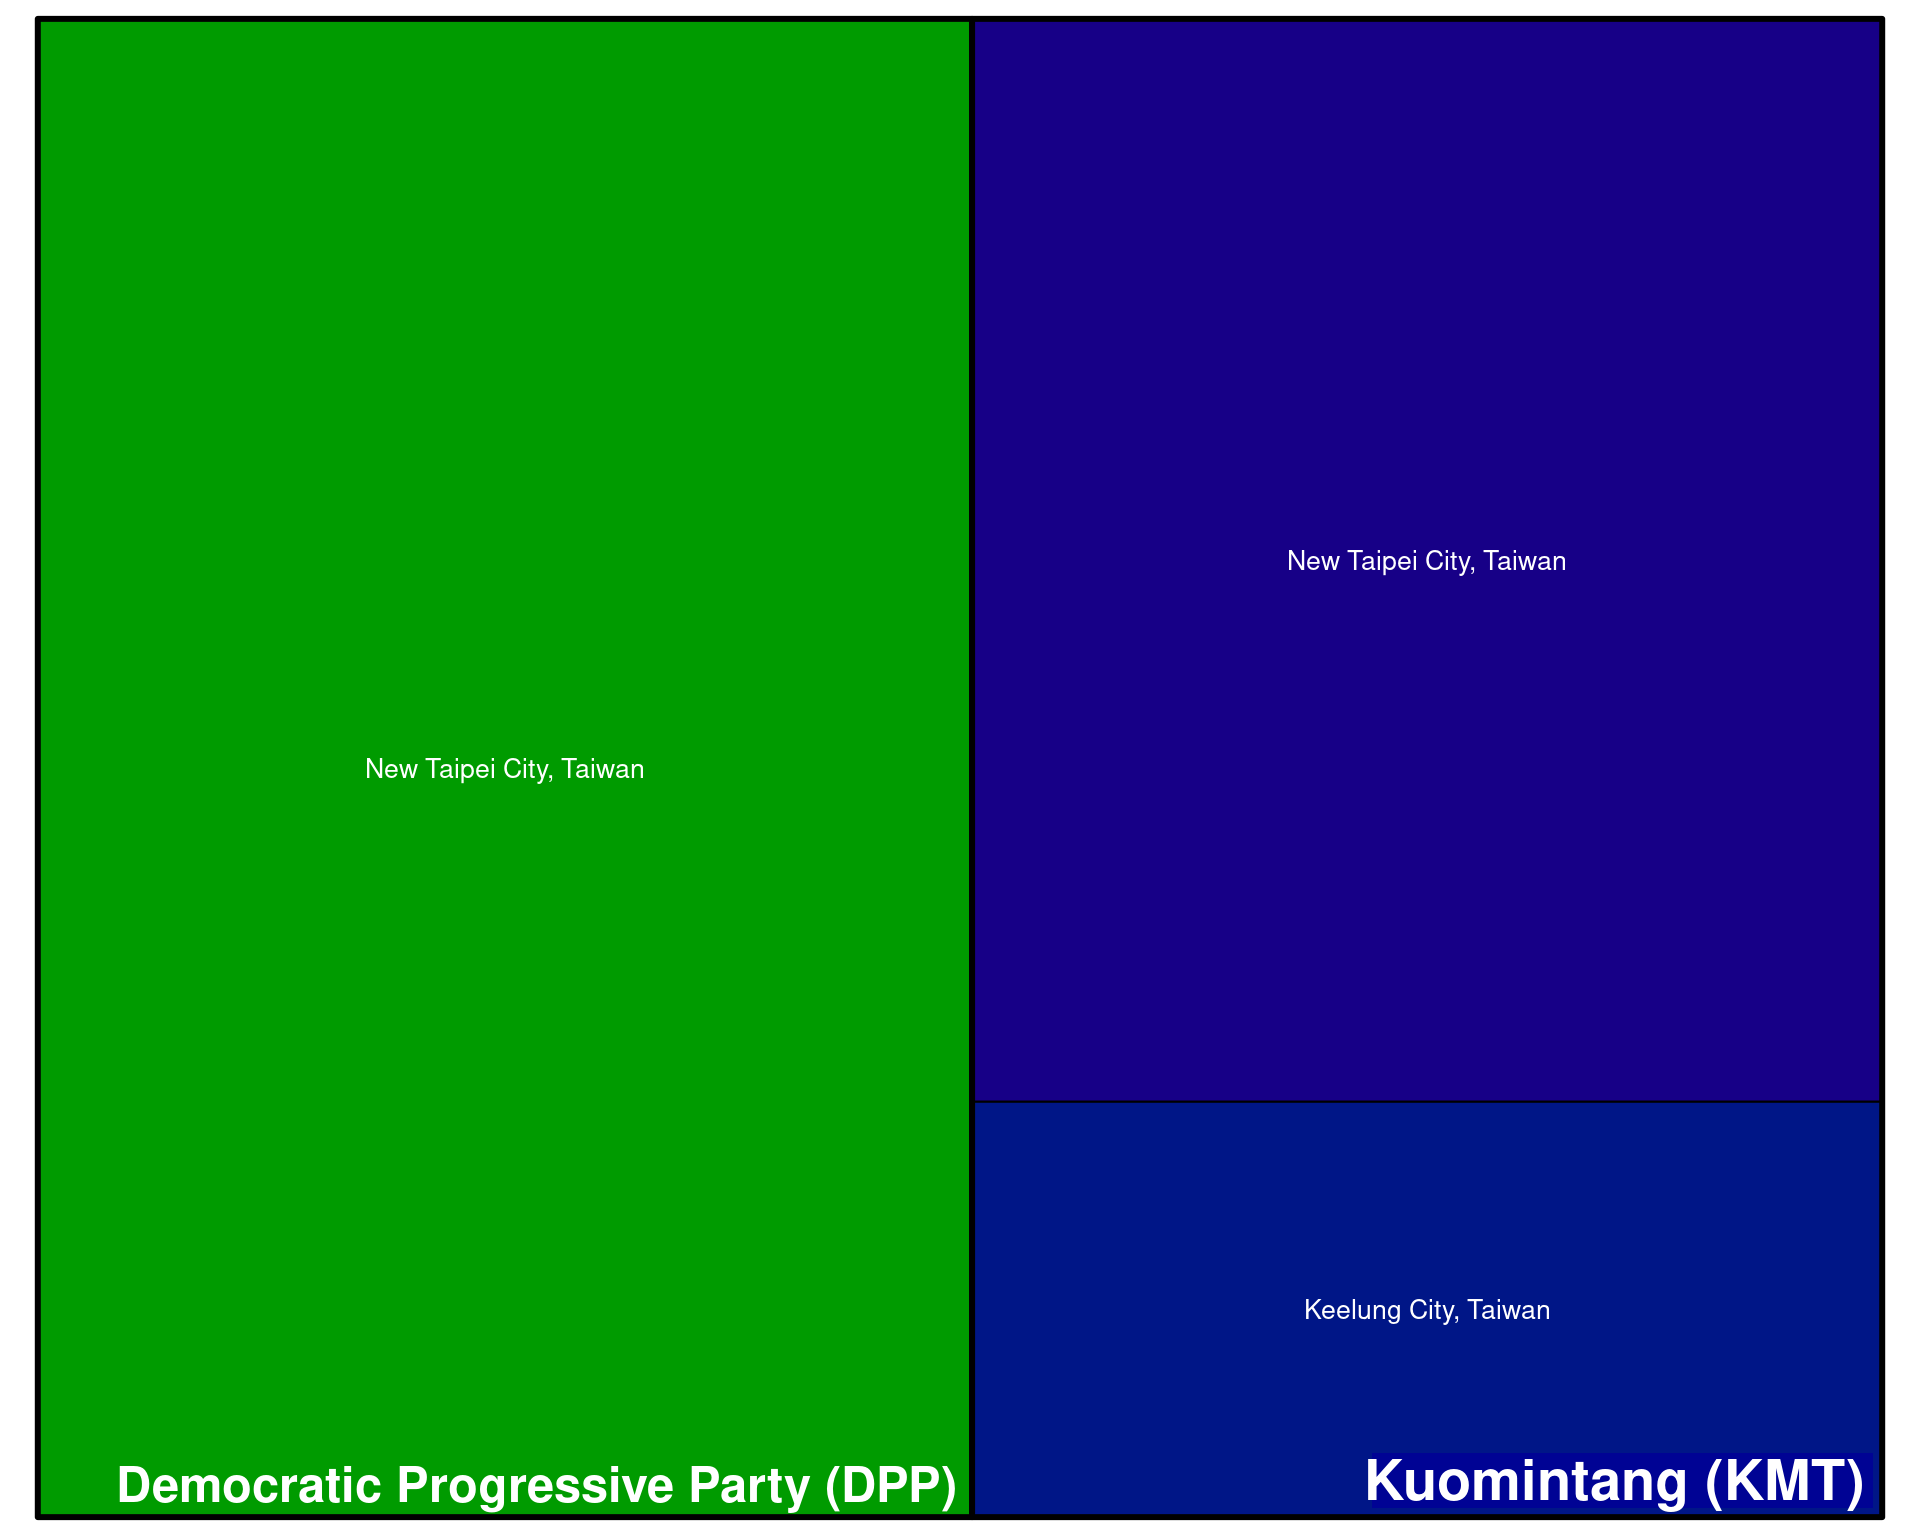 New Taipei City, Taiwan
Democratic Progressive Party (DPP)
New Taipei City, Taiwan
Keelung City, Taiwan
Kuomintang (KMT)